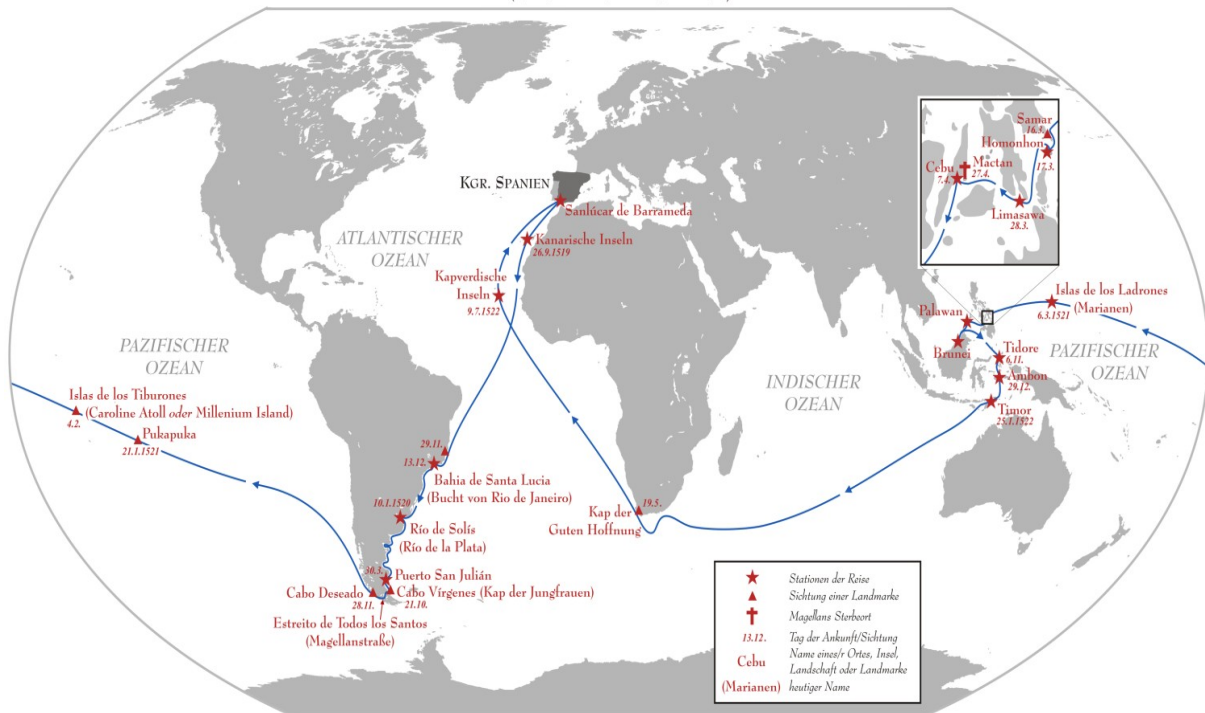 Samar
16.3.
Homonhon
17.3.
Cebu
7.4.
Mactan
27.4.
Limasawa
28.3.
KGR. SPANIEN
Sanlúcar de Barrameda
ATLANTISCHER
OZEAN
Kanarische Inseln
26.9.1519
Kapverdische
Inseln
9.7.1522
Islas de los Ladrones
6.3.1521
(Marianen)
Palawan
Brunei
Tidore
6.11.
Ambon
29.12.
Timor
25.1.1522
PAZIFISCHER
OZEAN
PAZIFISCHER
OZEAN
INDISCHER
OZEAN
Islas de los Tiburones
(Caroline Atoll oder Millenium Island)
4.2.
Pukapuka
21.1.1521
29.11.
13.12.
Bahia de Santa Lucia
(Bucht von Rio de Janeiro)
10.1.1520
Río de Solís
(Río de la Plata)
Kap der
Guten Hoffnung
19.5.
30.3.
Puerto San Julián
Cabo Deseado
28.11.
Cabo Vírgenes (Kap der Jungfrauen)
21.10.
Estreito de Todos los Santos
(Magellanstraße)
Stationen der Reise
Sichtung einer Landmarke
Magellans Sterbeort
13.12. Tag der Ankunft/Sichtung
Cebu Name eines/r Ortes, Insel,
Landschaft oder Landmarke
(Marianen) heutiger Name